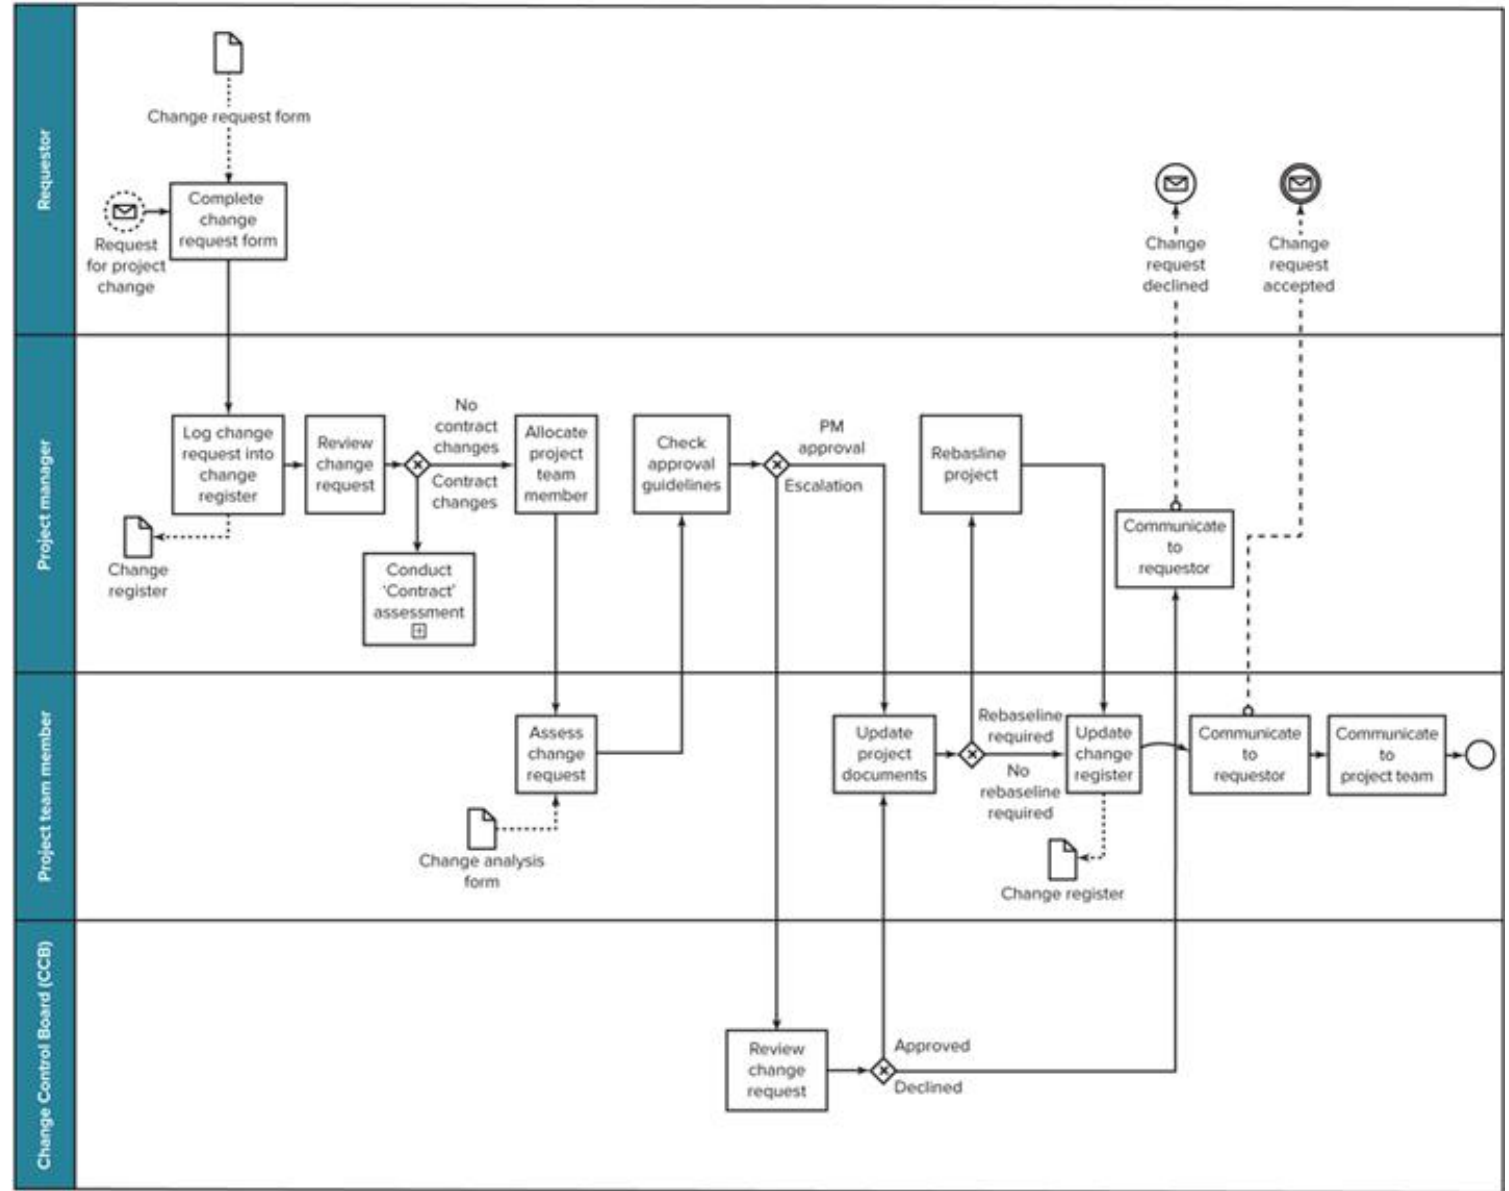 Requestor
Change request form
Complete
change
request form
Request
for project
change
Change
request
declined
Change
request
accepted
Project manager
Log change
request into
change
register
Change
register
Review
change
request
No
contract
changes
Contract
changes
Conduct
'Contract'
assessment
Allocate
project
team
member
Check
approval
guidelines
PM
approval
Escalation
Rebasline
project
Communicate
to
requestor
Project team member
Assess
change
request
Change analysis
form
Update
project
documents
Rebaseline
required
No
rebaseline
required
Update
change
register
Change register
Communicate
to
requestor
Communicate
to
project team
Change Control Board (CCB)
Review
change
request
Approved
Declined